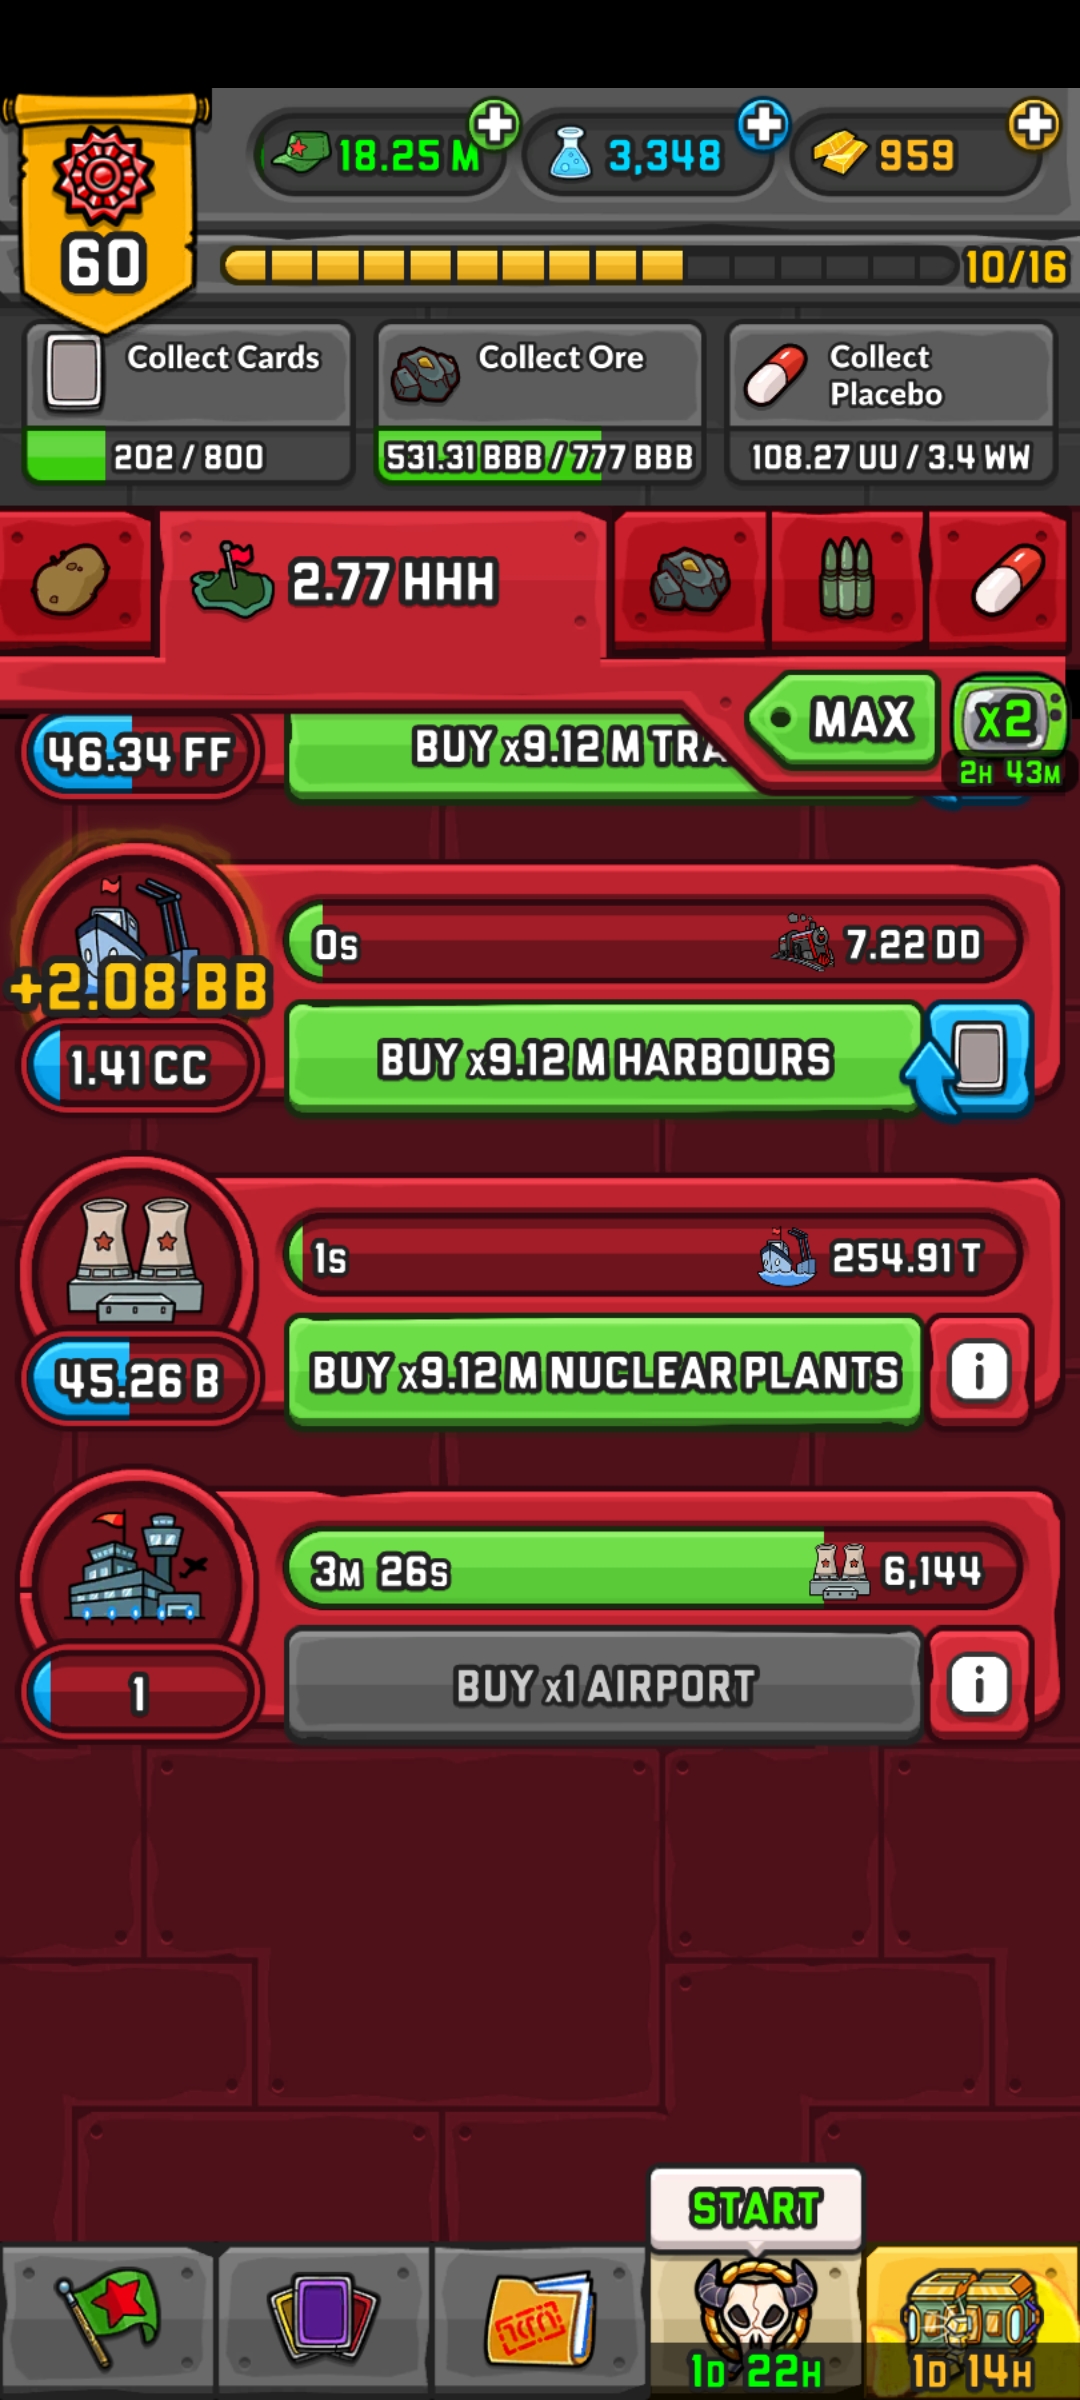 60
18.25 M
3,348
959
10/16
Collect Cards
202 / 800
Collect Ore
531.31 BBB / 777 BBB
Collect
Placebo
108.27 UU / 3.4 WW
2.77 HHH
MAX
x2
2H 43M
46.34 FF
BUY x9.12 M TRA
0s
7.22 DD
+2.08 BB
1.41 CC
BUY x9.12 M HARBOURS
1s
254.91 T
45.26 B
BUY x9.12 M NUCLEAR PLANTS
i
3M 26s
6,144
1
BUY x1 AIRPORT
i
START
1D 22H
1D 14H